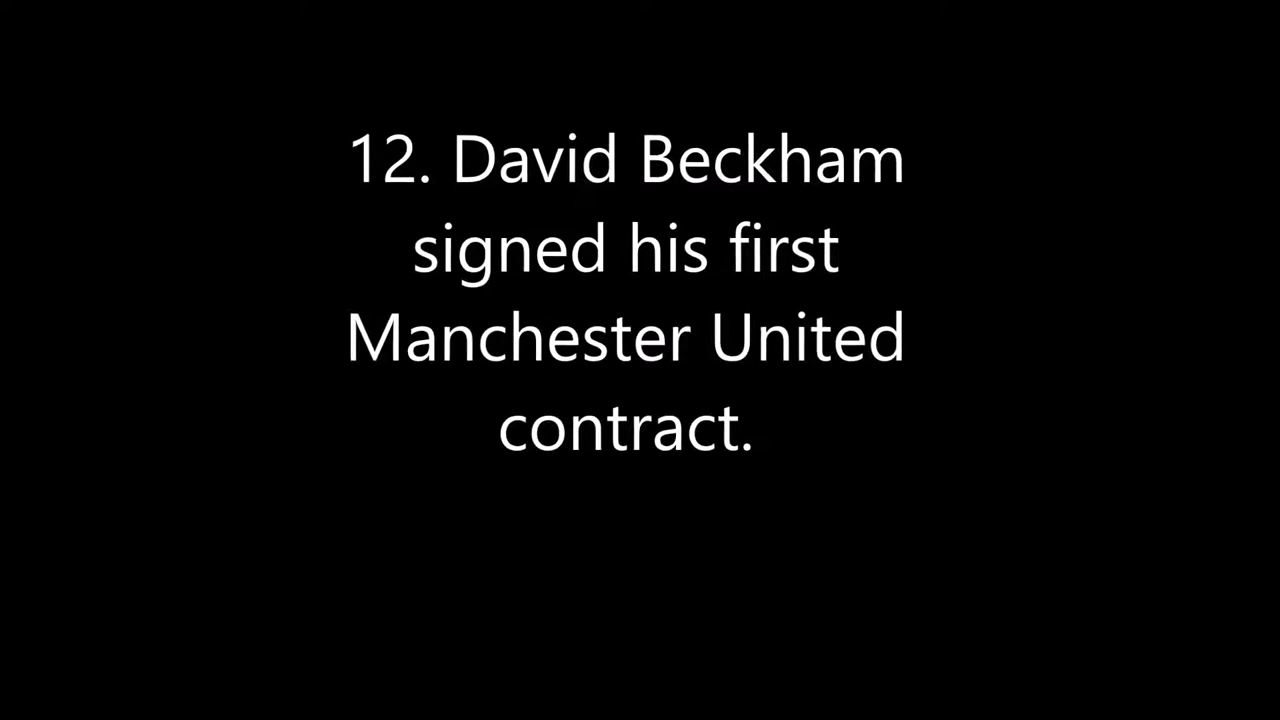 12. David Beckham
signed his first
Manchester United
contract.